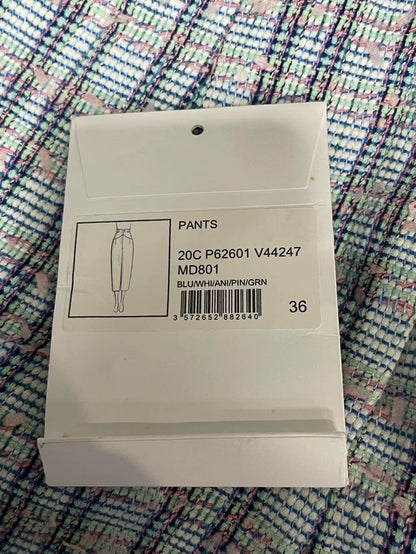 PANTS
20C P62601 V44247
MD801
BLU/WHI/ANI/PIN/GRN
3 572652 882640
36